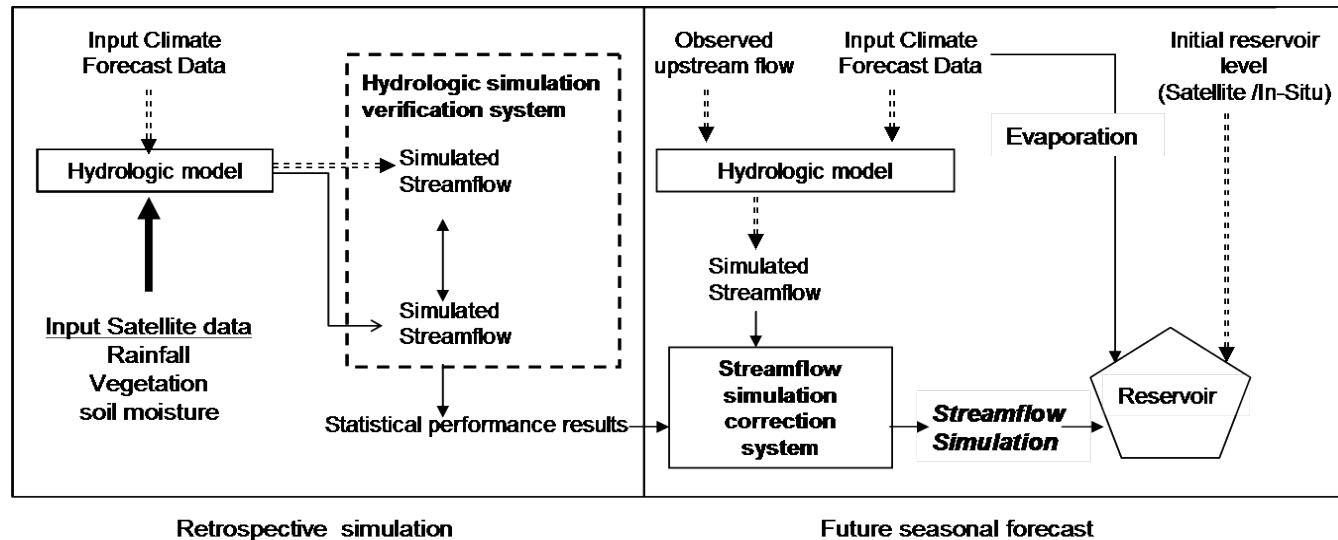 Input Climate
Forecast Data
Hydrologic simulation
verification system
Hydrologic model
Simulated
Streamflow
Simulated
Streamflow
Input Satellite data
Rainfall
Vegetation
soil moisture
Statistical performance results
Observed
upstream flow
Input Climate
Forecast Data
Initial reservoir
level
(Satellite /In-Situ)
Evaporation
Hydrologic model
Simulated
Streamflow
Streamflow
simulation
correction
system
Streamflow
Simulation
Reservoir
Retrospective simulation
Future seasonal forecast